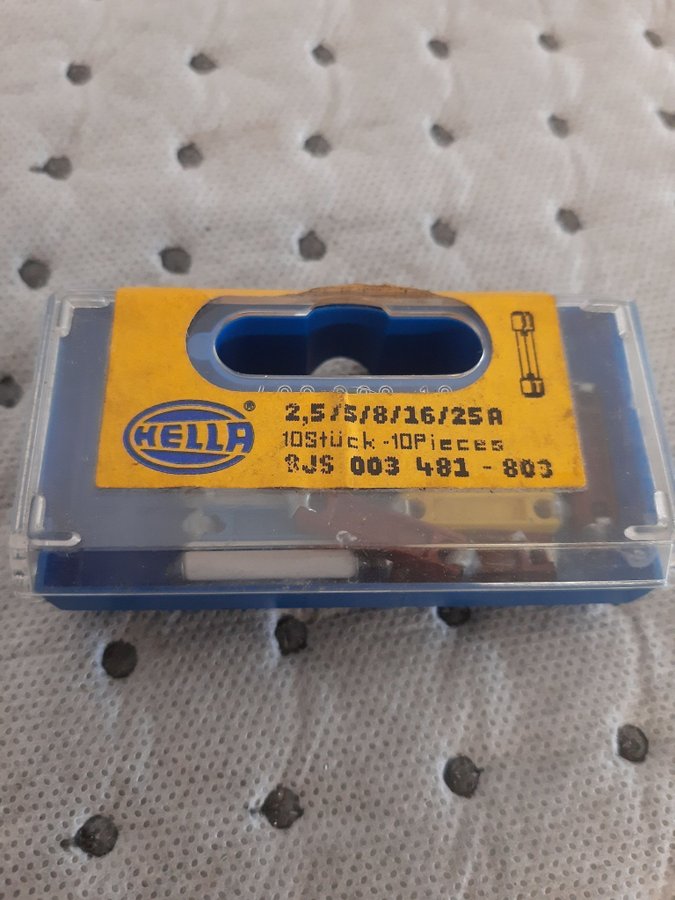 HELLA ®
2,5/5/8/16/25A
10Stück-10Pieces
8JS 003 481-803